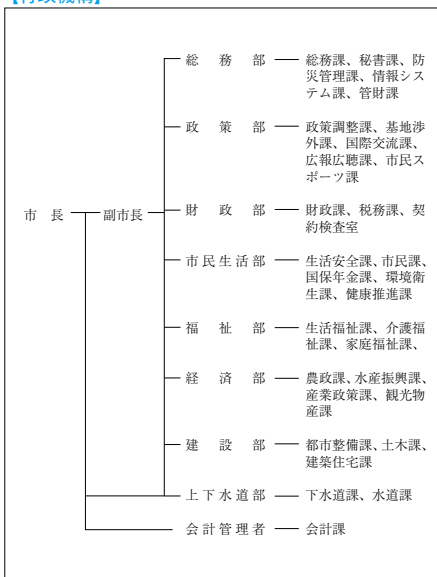 【行政機構】
総務部 総務課、秘書課、防
災管理課、情報シス
テム課、管財課
政策部 政策調整課、基地渉
外課、国際交流課、
広報広聴課、市民ス
ポーツ課
市長 副市長 財政部 財政課、税務課、契
約検査室
市民生活部 生活安全課、市民課、
国保年金課、環境衛
生課、健康推進課
福祉部 生活福祉課、介護福
祉課、家庭福祉課、
経済部 農政課、水産振興課、
産業政策課、観光物
産課
建設部 都市整備課、土木課、
建築住宅課
上下水道部 下水道課、水道課
会計管理者 会計課